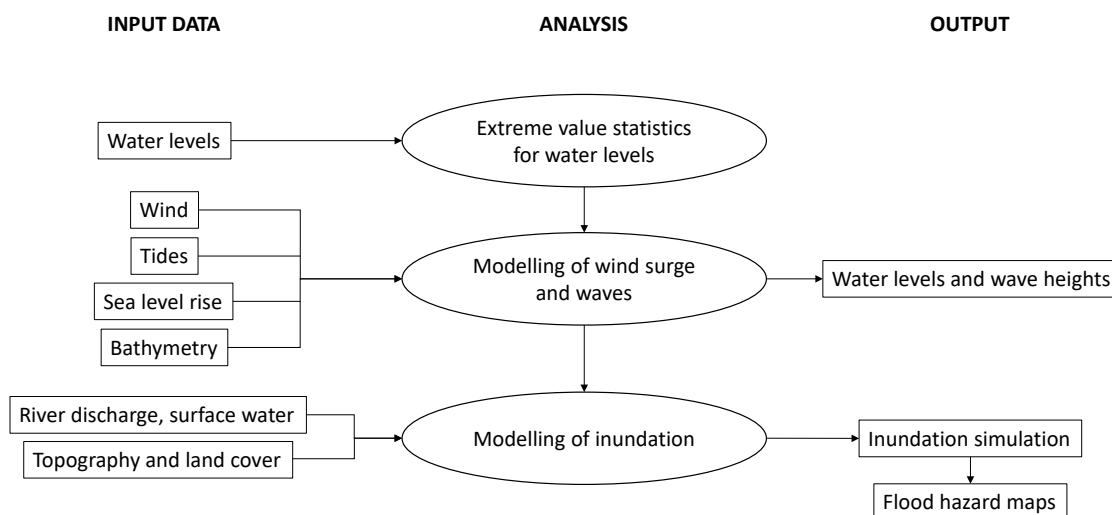 INPUT DATA
ANALYSIS
OUTPUT
Water levels
Extreme value statistics
for water levels
Wind
Tides
Sea level rise
Bathymetry
Modelling of wind surge
and waves
Water levels and wave heights
River discharge, surface water
Topography and land cover
Modelling of inundation
Inundation simulation
Flood hazard maps